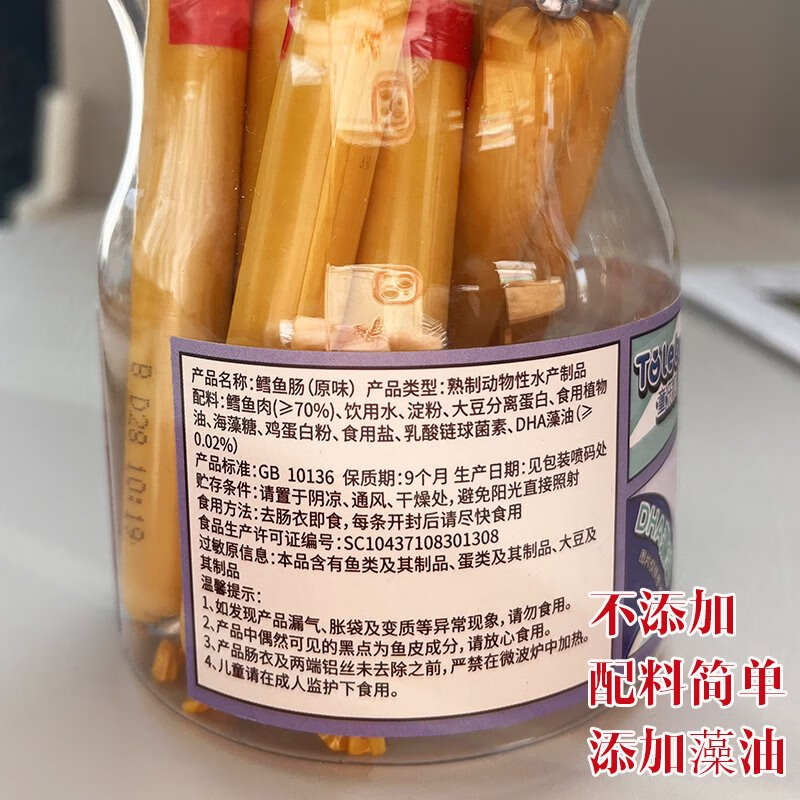 B D28 10:19
产品名称:鳕鱼肠(原味) 产品类型:熟制动物性水产制品
配料:鳕鱼肉(≥70%)、饮用水、淀粉、大豆分离蛋白、食用植物
油、海藻糖、鸡蛋白粉、食用盐、乳酸链球菌素、DHA藻油(≥
0.02%)
产品标准:GB 10136 保质期:9个月 生产日期:见包装喷码处
贮存条件:请置于阴凉、通风、干燥处,避免阳光直接照射
食用方法:去肠衣即食,每条开封后请尽快食用
食品生产许可证编号:SC10437108301308
过敏原信息:本品含有鱼类及其制品、蛋类及其制品、大豆及
其制品
温馨提示:
1、如发现产品漏气、胀袋及变质等异常现象,请勿食用。
2、产品中偶然可见的黑点为鱼皮成分,请放心食用。
3、产品肠衣及两端铝丝未去除之前,严禁在微波炉中加热。
4、儿童请在成人监护下食用。
DHA
不添加
配料简单
添加藻油